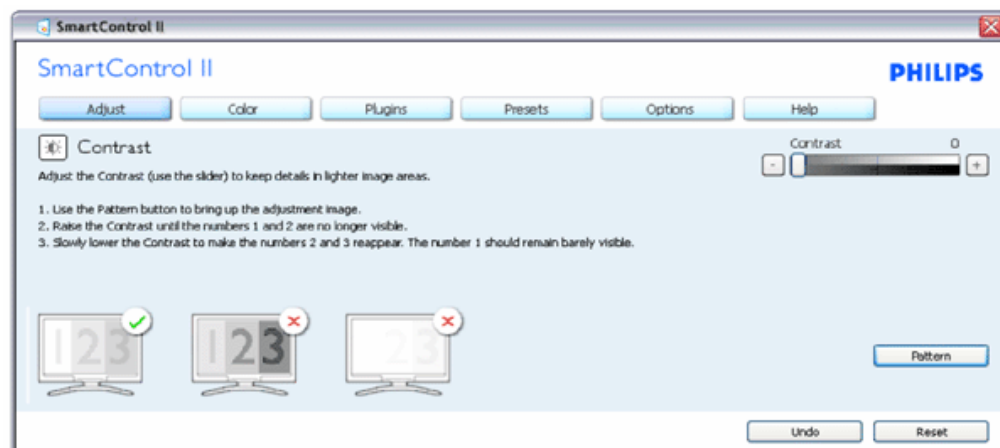 SmartControl II
SmartControl II
PHILIPS
Adjust Color Plugins Presets Options Help
Contrast
Contrast 0
- +
Adjust the Contrast (use the slider) to keep details in lighter image areas.
1. Use the Pattern button to bring up the adjustment image.
2. Raise the Contrast until the numbers 1 and 2 are no longer visible.
3. Slowly lower the Contrast to make the numbers 2 and 3 reappear. The number 1 should remain barely visible.
123 123 23
Pattern
Undo Reset